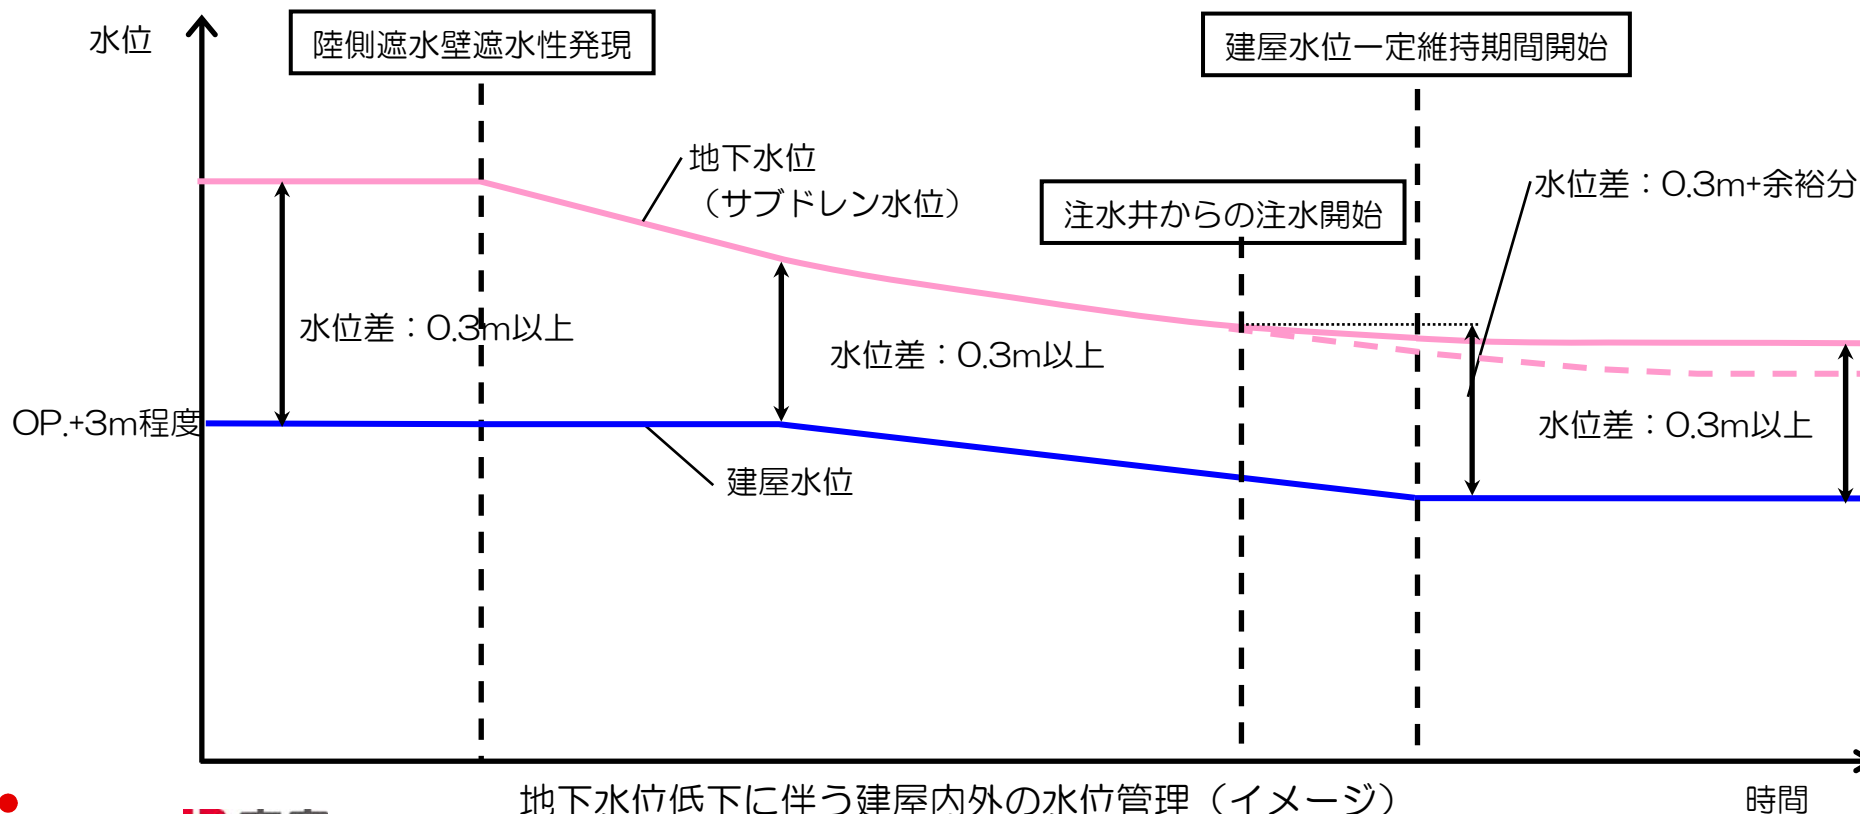 水位
陸側遮水壁遮水性発現
建屋水位一定維持期間開始
地下水位
（サブドレン水位）
水位差：0.3m+余裕分
注水井からの注水開始
水位差：0.3m以上
水位差：0.3m以上
OP.+3m程度
水位差：0.3m以上
建屋水位
地下水位低下に伴う建屋内外の水位管理（イメージ）
時間